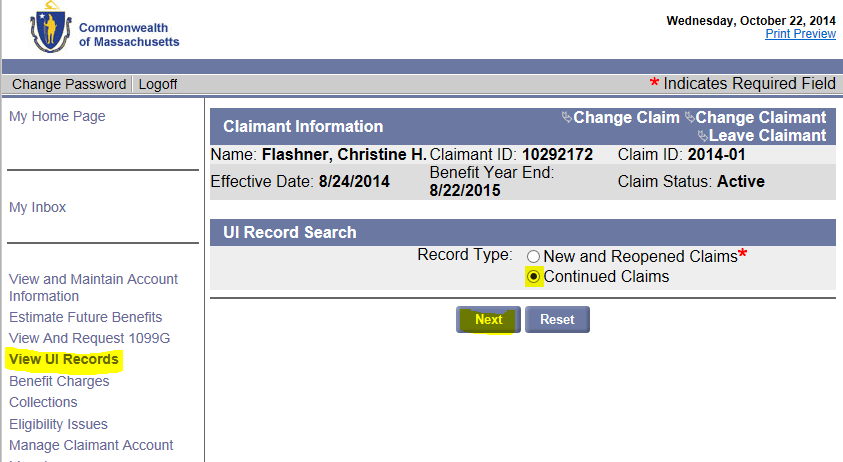 Commonwealth
of Massachusetts
Wednesday, October 22, 2014
Print Preview
Change Password Logoff
* Indicates Required Field
My Home Page
My Inbox
View and Maintain Account
Information
Estimate Future Benefits
View And Request 1099G
View UI Records
Benefit Charges
Collections
Eligibility Issues
Manage Claimant Account
Claimant Information
Change Claim Change Claimant
Leave Claimant
Name: Flashner, Christine H. Claimant ID: 10292172 Claim ID: 2014-01
Effective Date: 8/24/2014 Benefit Year End: 8/22/2015 Claim Status: Active
UI Record Search
Record Type: New and Reopened Claims*
Continued Claims
Next Reset